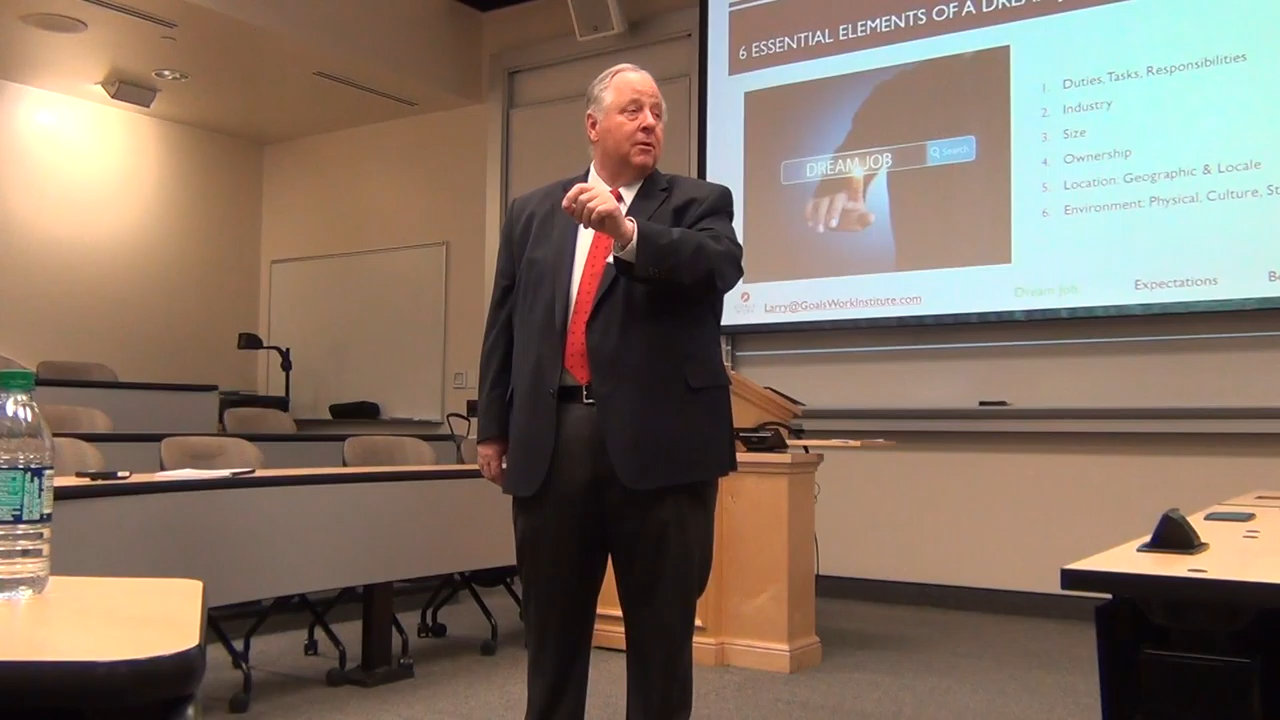 6 ESSENTIAL ELEMENTS OF A
DREAM JOB
Search
1. Duties, Tasks, Responsibilities
2. Industry
3. Size
4. Ownership
5. Location: Geographic & Locale
6. Environment: Physical, Culture,
Larry@GoalsWorkInstitute.com
Dream Job
Expectations